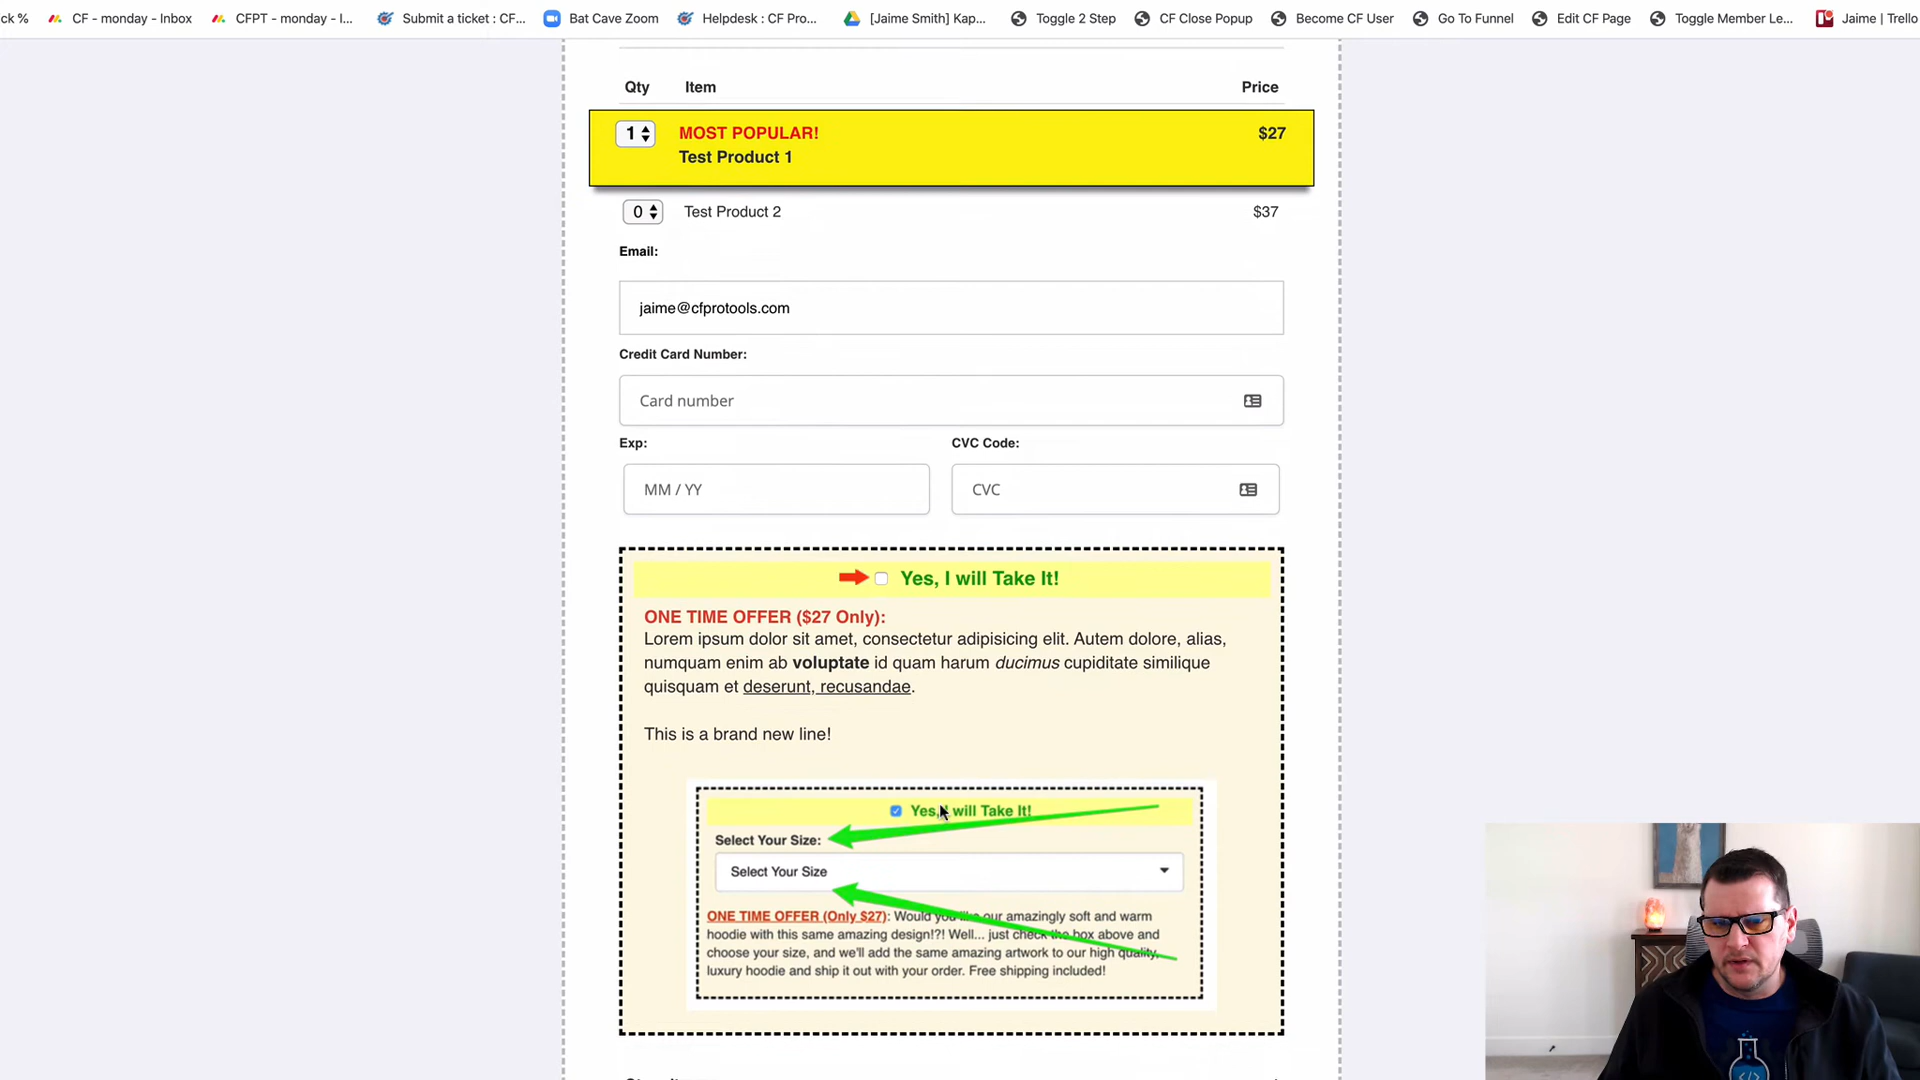 ck %
CF - monday - Inbox
CFPT - monday - I...
Submit a ticket : CF...
Bat Cave Zoom
Helpdesk : CF Pro...
[Jaime Smith] Kap...
Toggle 2 Step
CF Close Popup
Become CF User
Go To Funnel
Edit CF Page
Toggle Member Le...
Jaime | Trello
Qty Item Price
1 MOST POPULAR! $27
Test Product 1
0 Test Product 2 $37
Email:
jaime@cfprotools.com
Credit Card Number:
Card number
Exp: CVC Code:
MM / YY CVC
Yes, I will Take It!
ONE TIME OFFER ($27 Only):
Lorem ipsum dolor sit amet, consectetur adipisicing elit. Autem dolore, alias,
numquam enim ab voluptate id quam harum ducimus cupiditate similique
quisquam et deserunt, recusandae.
This is a brand new line!
Yes, I will Take It!
Select Your Size:
Select Your Size
ONE TIME OFFER (Only $27): Would you like our amazingly soft and warm
hoodie with this same amazing design!?! Well... just check the box above and
choose your size, and we'll add the same amazing artwork to our high quality,
luxury hoodie and ship it out with your order. Free shipping included!